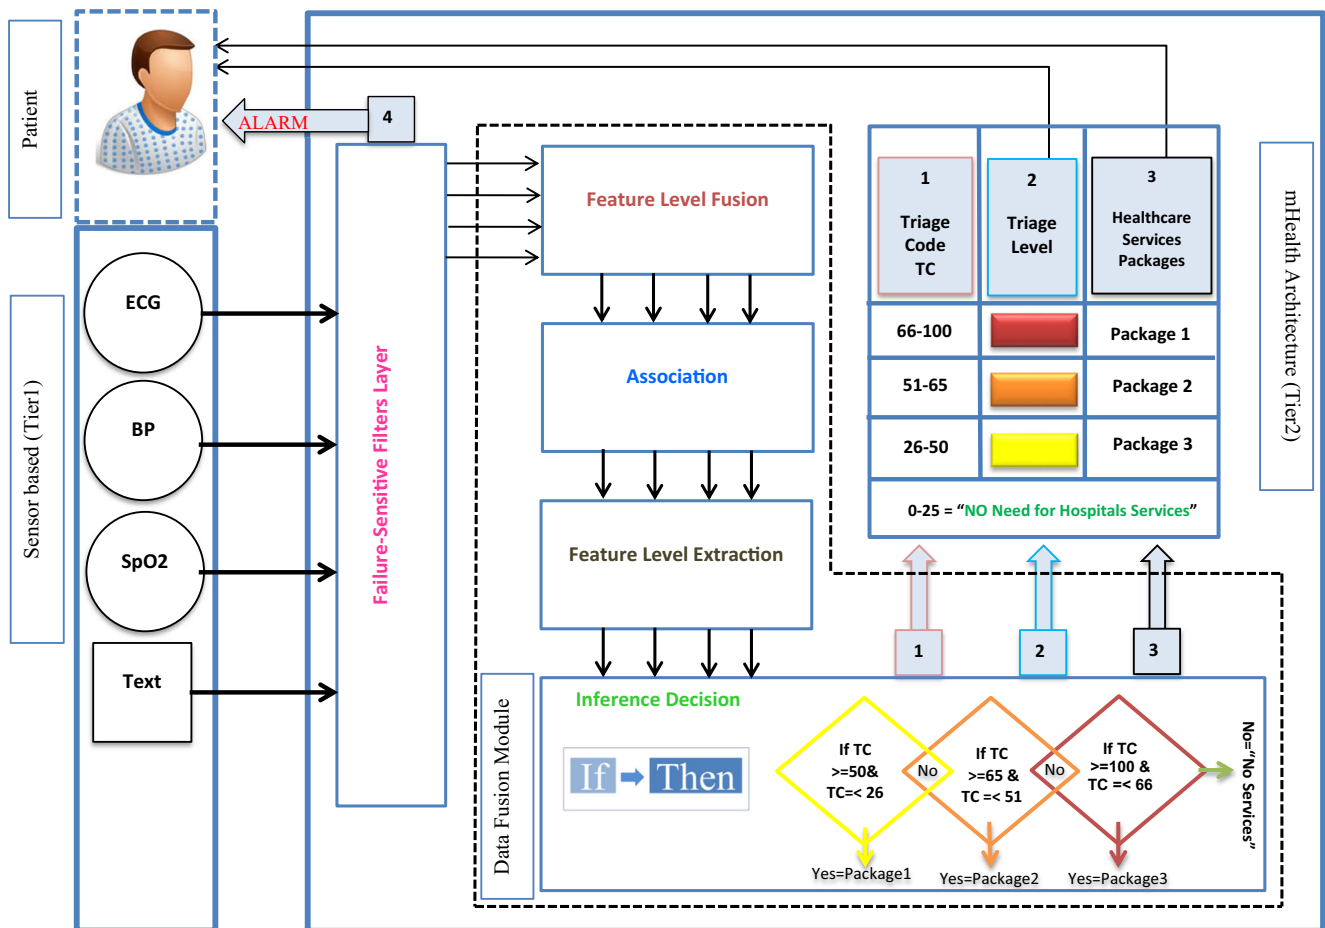 Patient
ALARM
4
Sensor based (Tier1)
ECG
BP
SpO2
Text
Failure-Sensitive Filters Layer
Feature Level Fusion
Association
Feature Level Extraction
Data Fusion Module
Inference Decision
If → Then
1
Triage
Code
TC
2
Triage
Level
3
Healthcare
Services
Packages
66-100
Package 1
51-65
Package 2
26-50
Package 3
0-25 = “NO Need for Hospitals Services”
mHealth Architecture (Tier2)
1
2
3
If TC
>=50&
TC=< 26
No
If TC
>=65 &
TC =< 51
No
If TC
>=100 &
TC =< 66
No=“No
Services”
Yes=Package1
Yes=Package2
Yes=Package3